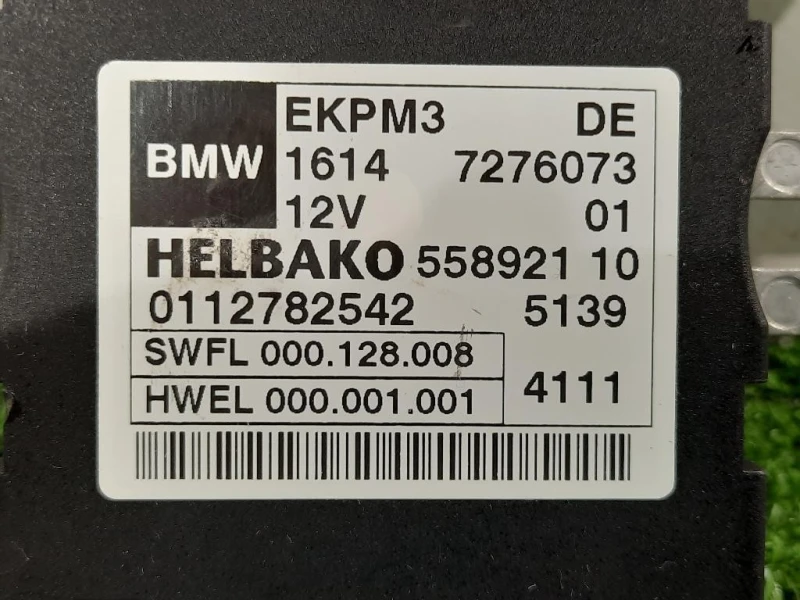 EKPM3 DE
BMW 1614 7276073
12V 01
HELBAKO 558921 10
0112782542 5139
SWFL 000.128.008
HWEL 000.001.001 4111